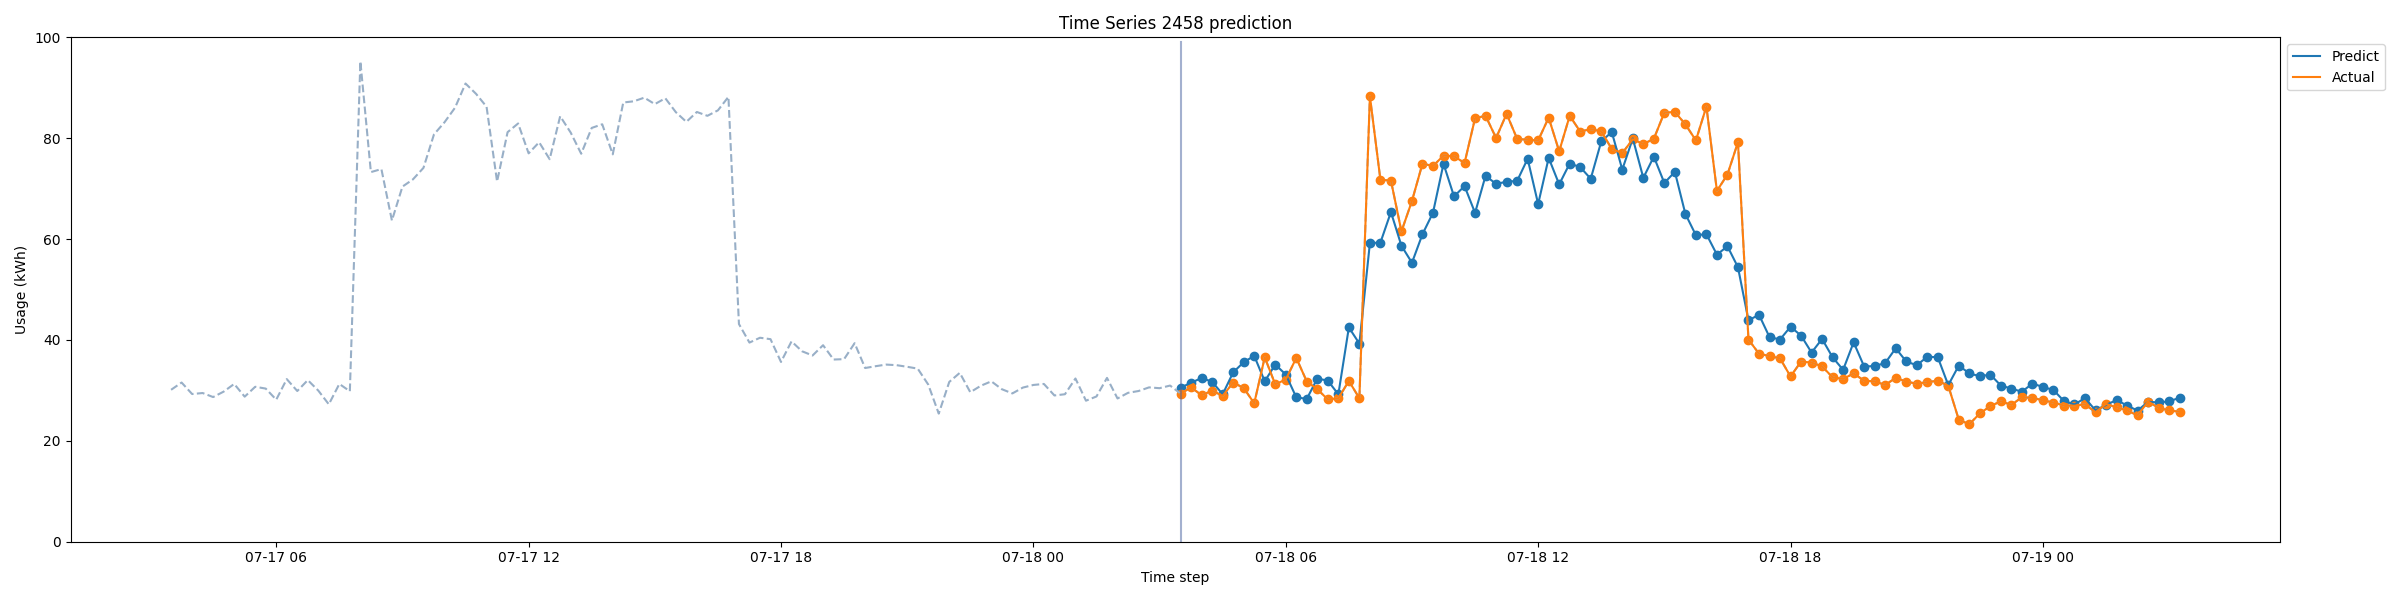 Time Series 2458 prediction
100
80
60
40
20
0
Usage (kWh)
07-17 06
07-17 12
07-17 18
07-18 00
07-18 06
07-18 12
07-18 18
07-19 00
Time step
Predict
Actual